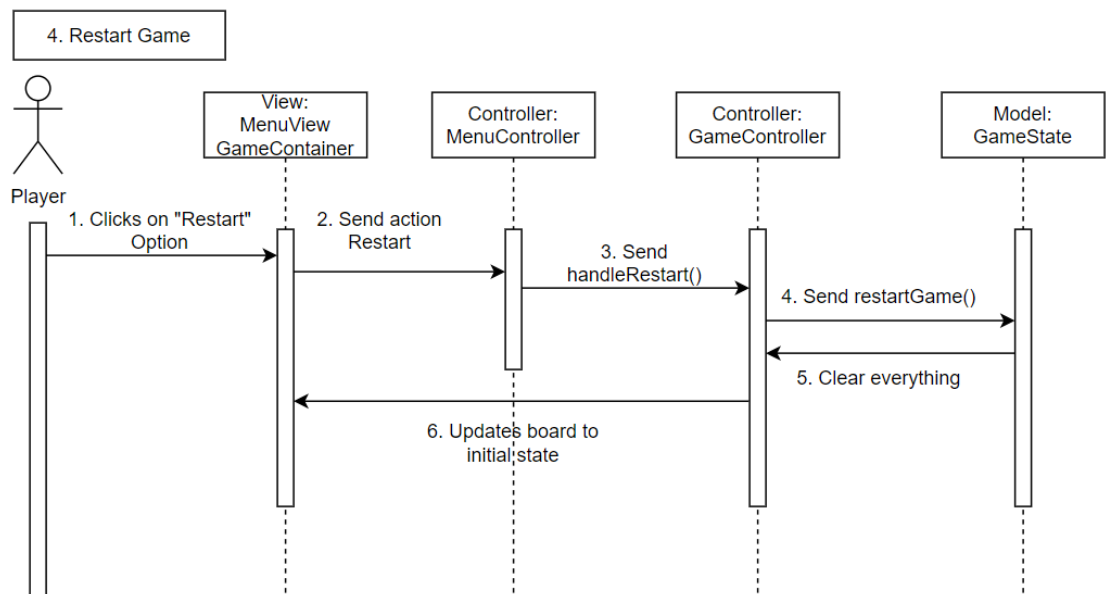 4. Restart Game
View:
MenuView
GameContainer
Controller:
MenuController
Controller:
GameController
Model:
GameState
Player
1. Clicks on "Restart"
Option
2. Send action
Restart
3. Send
handleRestart()
4. Send restartGame()
5. Clear everything
6. Updates board to
initial state